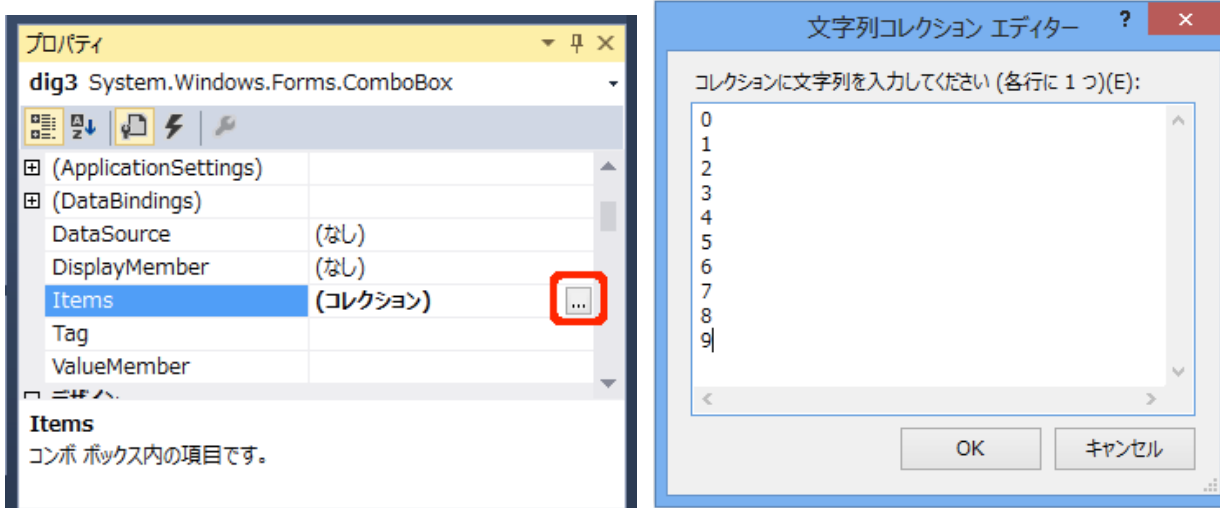 プロパティ
dig3 System.Windows.Forms.ComboBox
(ApplicationSettings)
(DataBindings)
DataSource (なし)
DisplayMember (なし)
Items (コレクション) ...
Tag
ValueMember
デザイン
Items
コンボ ボックス内の項目です。
文字列コレクション エディター ? ×
コレクションに文字列を入力してください (各行に 1 つ)(E):
0
1
2
3
4
5
6
7
8
9
OK キャンセル